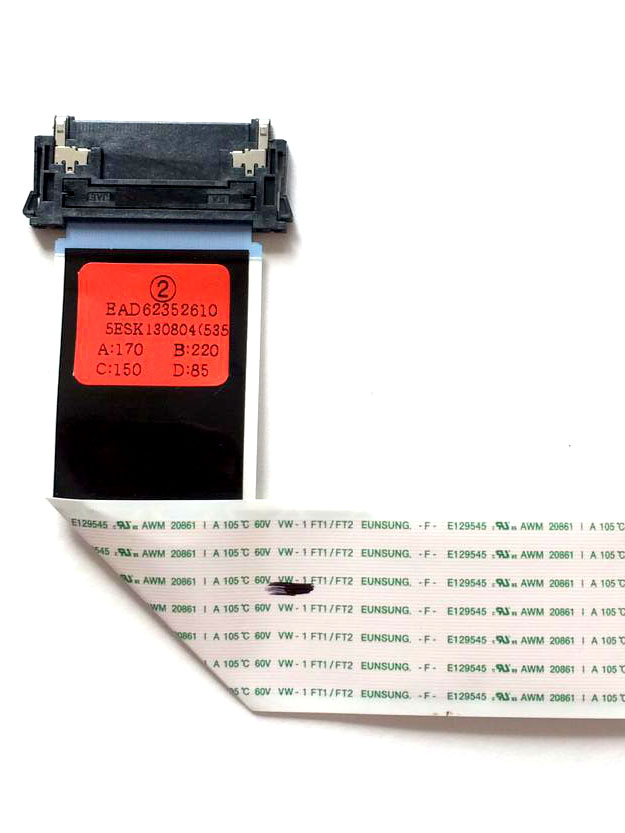 ②
EAD62352610
5ESK130804(535
A:170 B:220
C:150 D:85
E129545 AWM 20861 I A 105℃ 60V VW-1 FT1/FT2 EUNSUNG. -F- E129545 AWM 20861 I A 105℃
545 AWM 20861 I A 105℃ 60V VW-1 FT1/FT2 EUNSUNG. -F- E129545 AWM 20861 I A 105℃
AWM 20861 I A 105℃ 60V VW-1 FT1/FT2 EUNSUNG. -F- E129545 AWM 20861 I A 105℃
WM 20861 I A 105℃ 60V VW-1 FT1/FT2 EUNSUNG. -F- E129545 AWM 20861 I A 105℃
0861 I A 105℃ 60V VW-1 FT1/FT2 EUNSUNG. -F- E129545 AWM 20861 I A 105℃
A 105℃ 60V VW-1 FT1/FT2 EUNSUNG. -F- E129545 AWM 20861 I A 105℃
5℃ 60V VW-1 FT1/FT2 EUNSUNG. -F- E129545 AWM 20861 I A 105℃